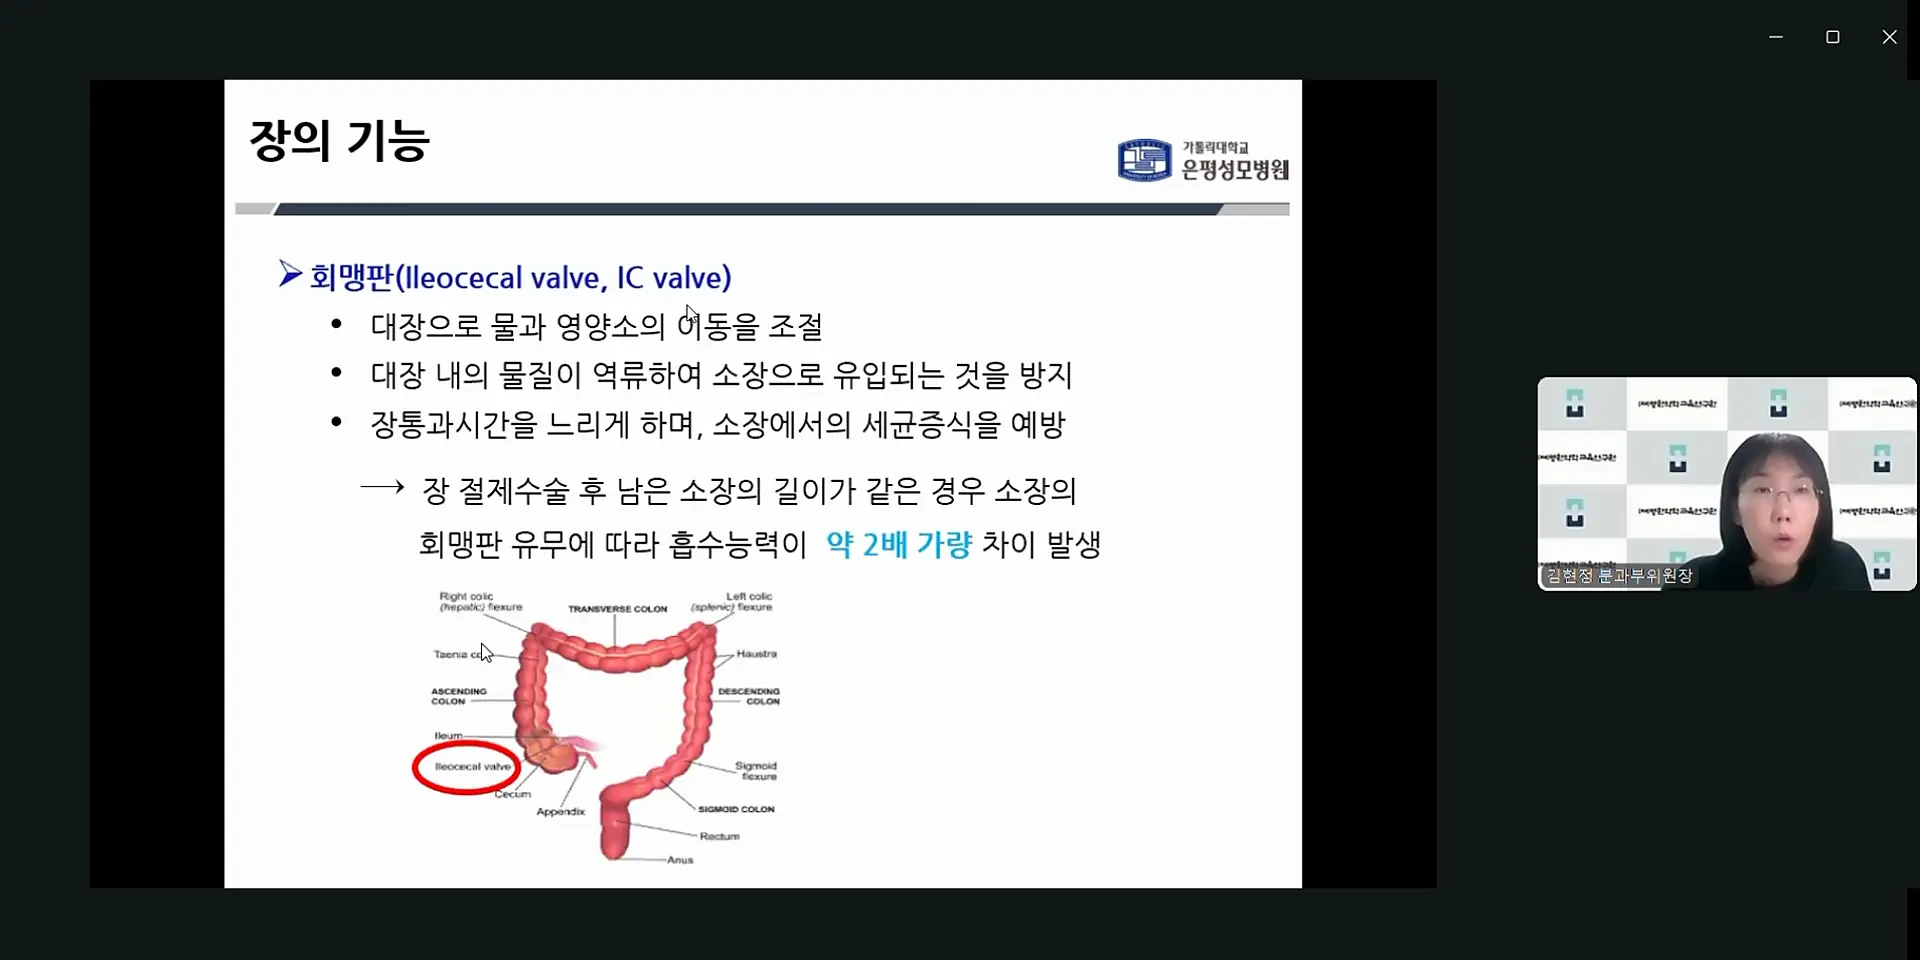 장의 기능
가톨릭대학교
은평성모병원
회맹판(Ileocecal valve, IC valve)
• 대장으로 물과 영양소의 이동을 조절
• 대장 내의 물질이 역류하여 소장으로 유입되는 것을 방지
• 장통과시간을 느리게 하며, 소장에서의 세균증식을 예방
→ 장 절제수술 후 남은 소장의 길이가 같은 경우 소장의
회맹판 유무에 따라 흡수능력이 약 2배 가량 차이 발생
Right colic
(hepatic) flexure
TRANSVERSE COLON
Left colic
(splenic) flexure
Taenia
Haustra
ASCENDING
COLON
DESCENDING
COLON
Ileum
Ileocecal valve
Cecum
Appendix
Sigmoid
flexure
SIGMOID COLON
Rectum
Anus
김현정 분과부위원장